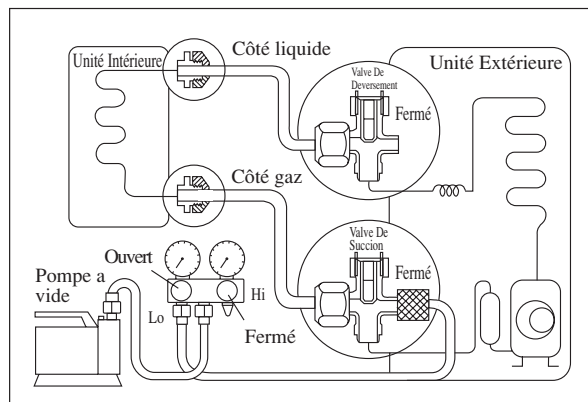 Côté liquide
Unité Intérieure
Valve De
Deversement
Unité Extérieure
Fermé
Côté gaz
Valve De
Succion
Ouvert
Fermé
Pompe a
vide
Hi
Lo
Fermé